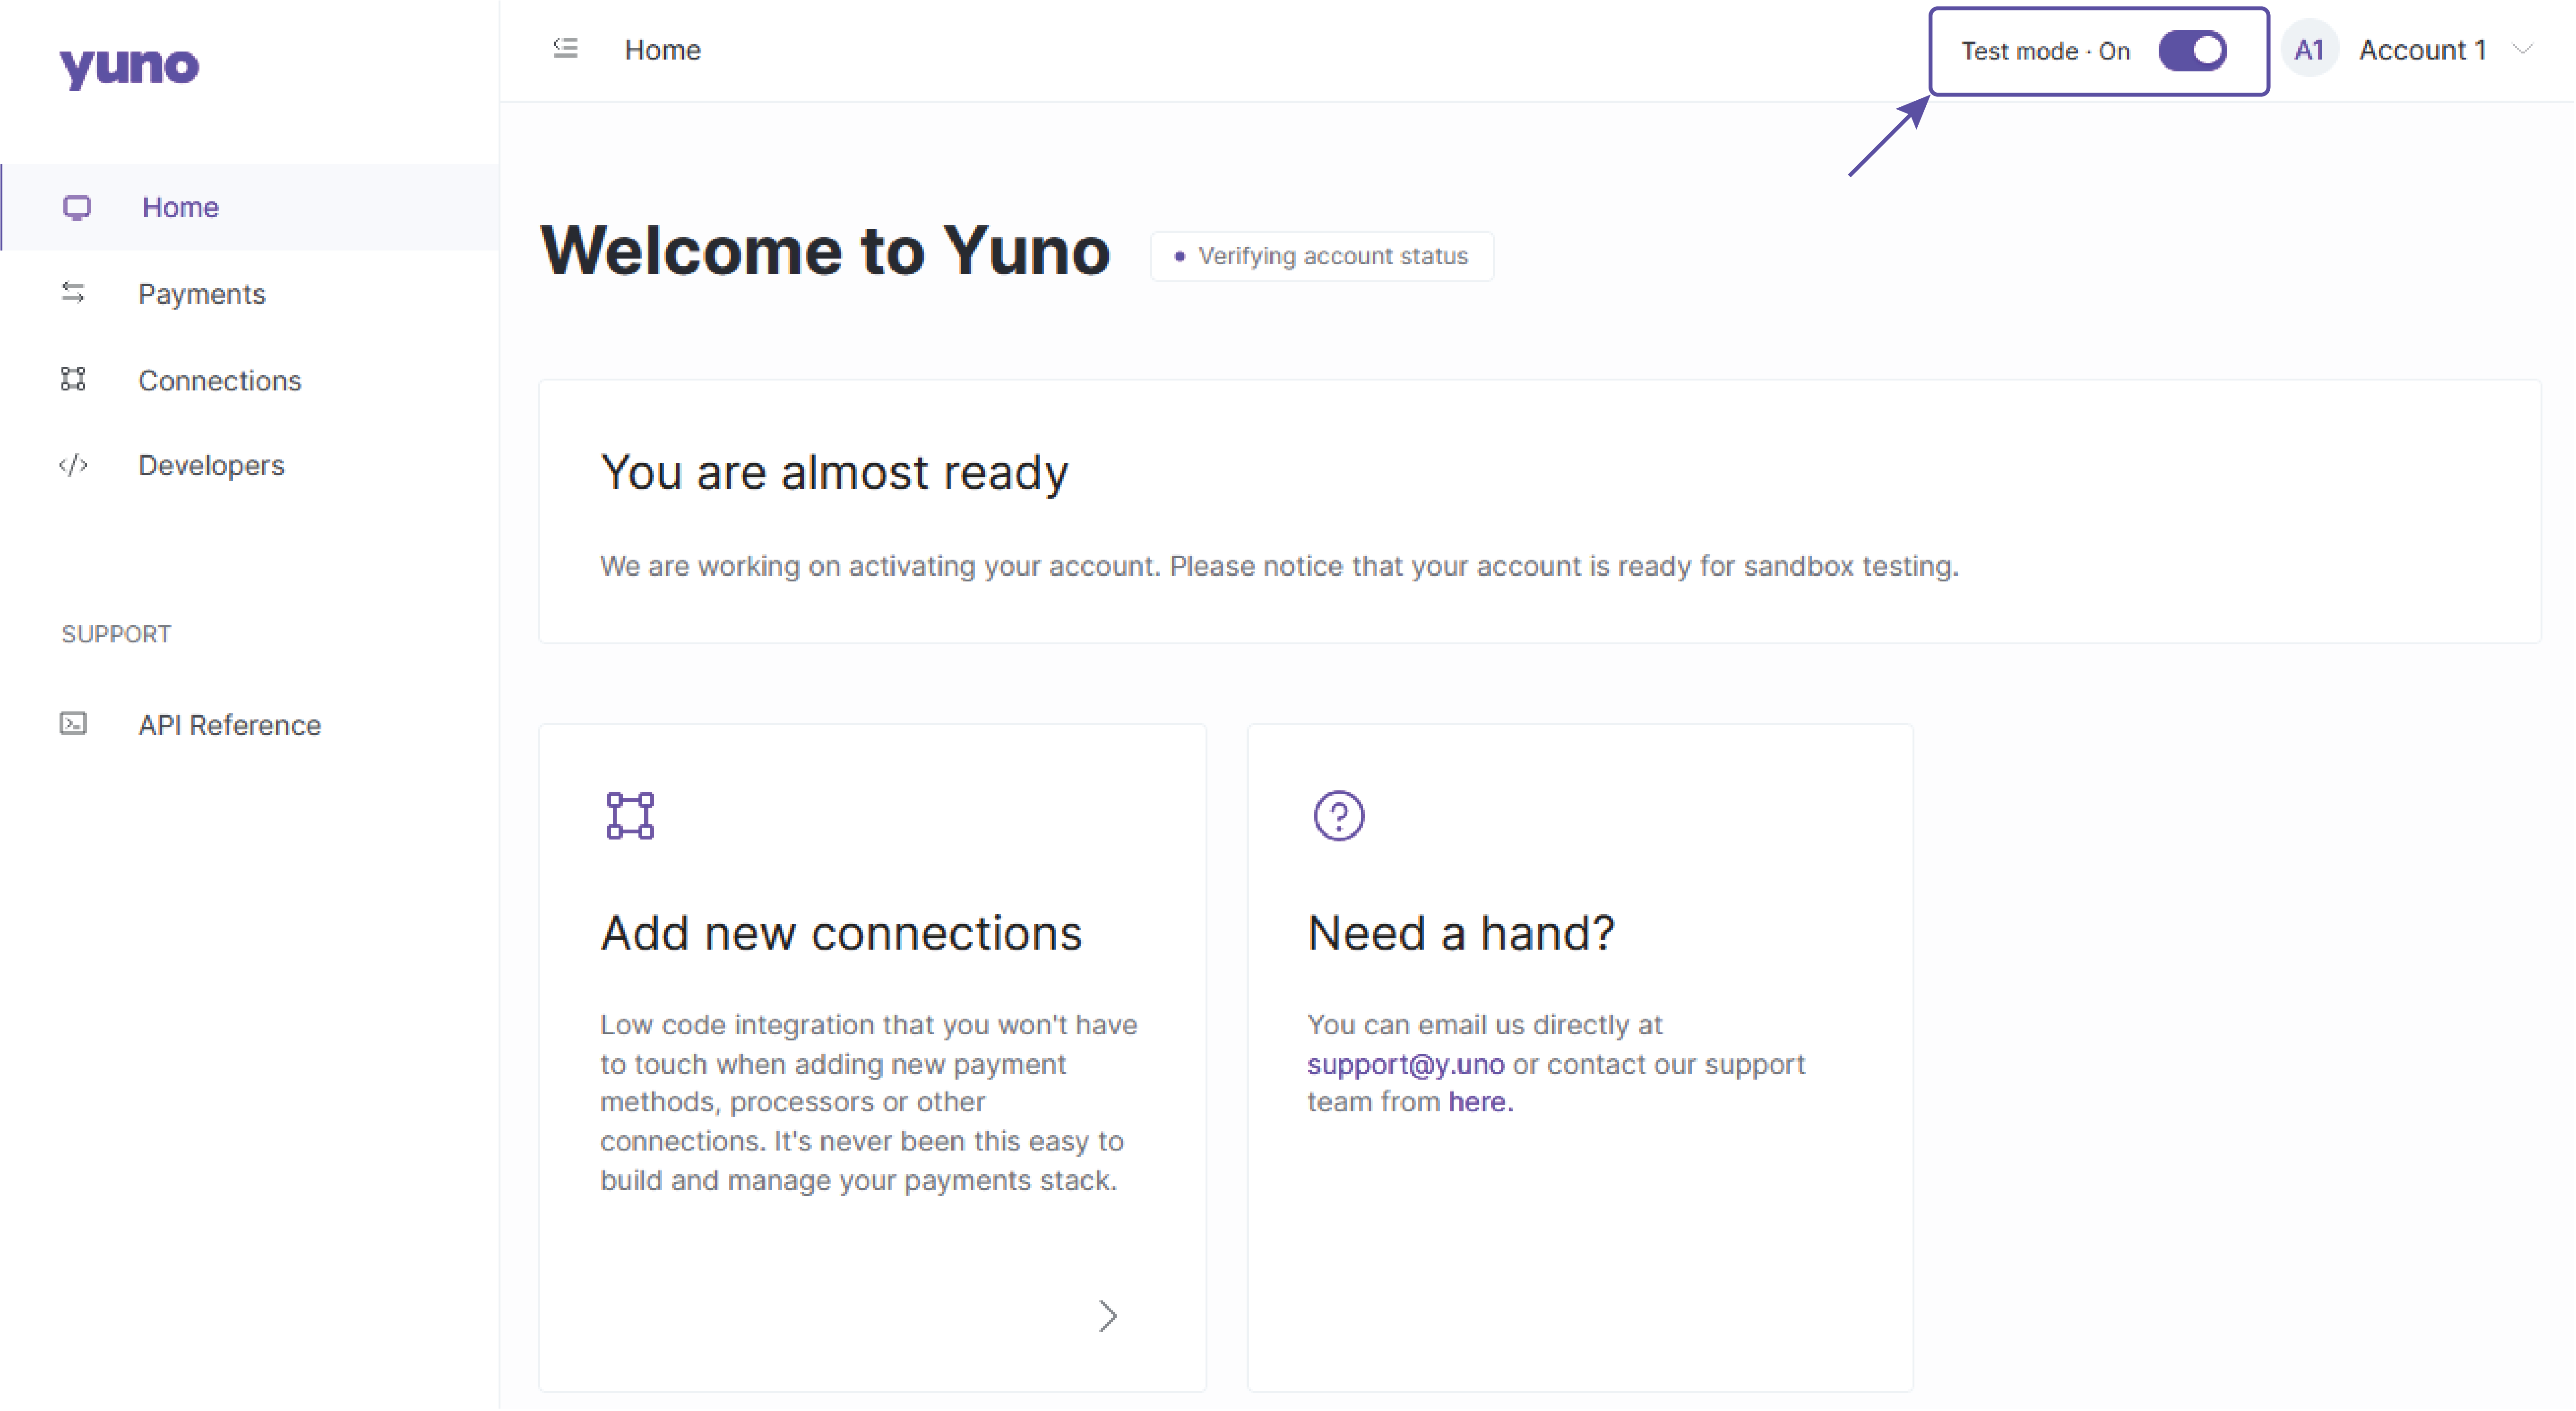 yuno
Home
Payments
Connections
Developers
SUPPORT
API Reference
Home
Test mode · On
A1
Account 1
Welcome to Yuno
Verifying account status
You are almost ready
We are working on activating your account. Please notice that your account is ready for sandbox testing.
Add new connections
Low code integration that you won't have
to touch when adding new payment
methods, processors or other
connections. It's never been this easy to
build and manage your payments stack.
Need a hand?
You can email us directly at
support@y.uno or contact our support
team from here.